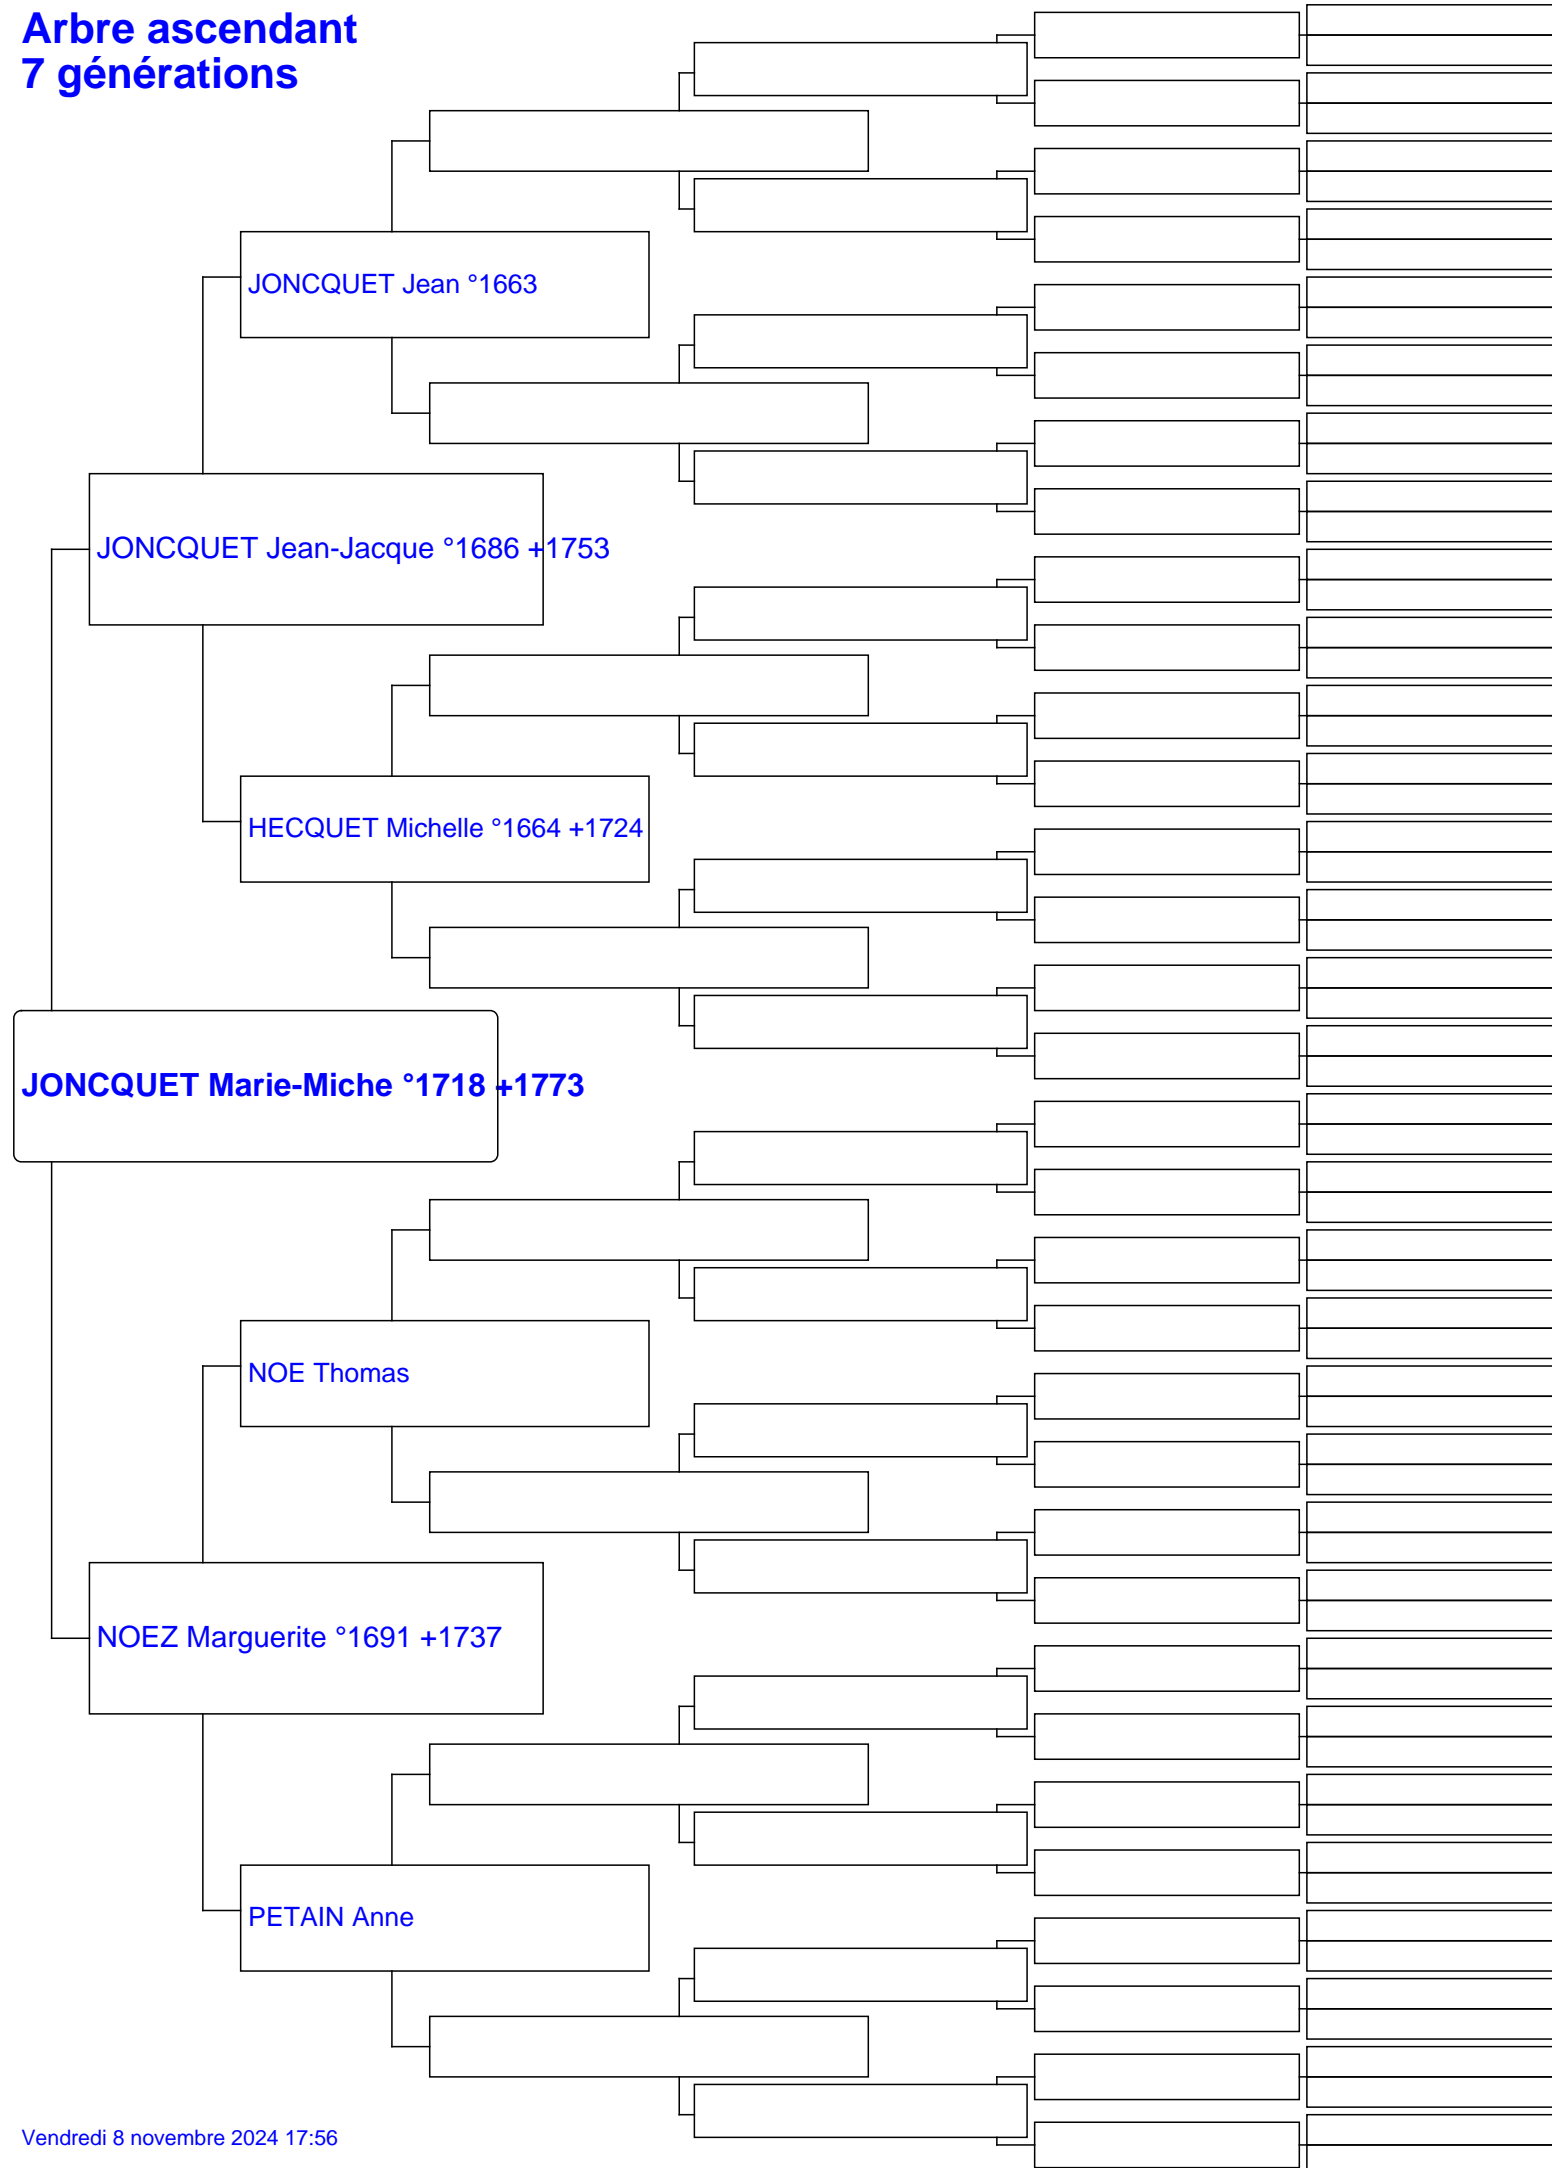 Arbre ascendant
7 générations
JONCQUET Jean °1663
JONCQUET Jean-Jacque °1686 +1753
HECQUET Michelle °1664 +1724
JONCQUET Marie-Miche °1718 +1773
NOE Thomas
NOEZ Marguerite °1691 +1737
PETAIN Anne
Vendredi 8 novembre 2024 17:56